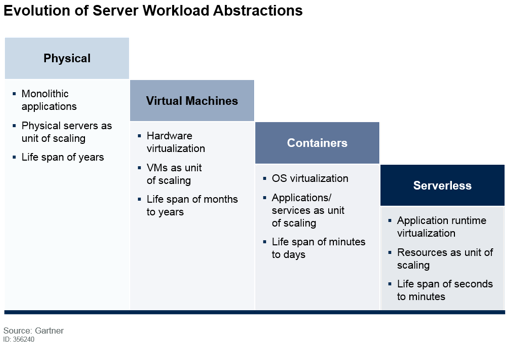 Evolution of Server Workload Abstractions
Physical
▪ Monolithic
applications
▪ Physical servers as
unit of scaling
▪ Life span of years
Virtual Machines
▪ Hardware
virtualization
▪ VMs as unit
of scaling
▪ Life span of months
to years
Containers
▪ OS virtualization
▪ Applications/
services as unit
of scaling
▪ Life span of minutes
to days
Serverless
▪ Application runtime
virtualization
▪ Resources as unit of
scaling
▪ Life span of seconds
to minutes
Source: Gartner
ID: 356240